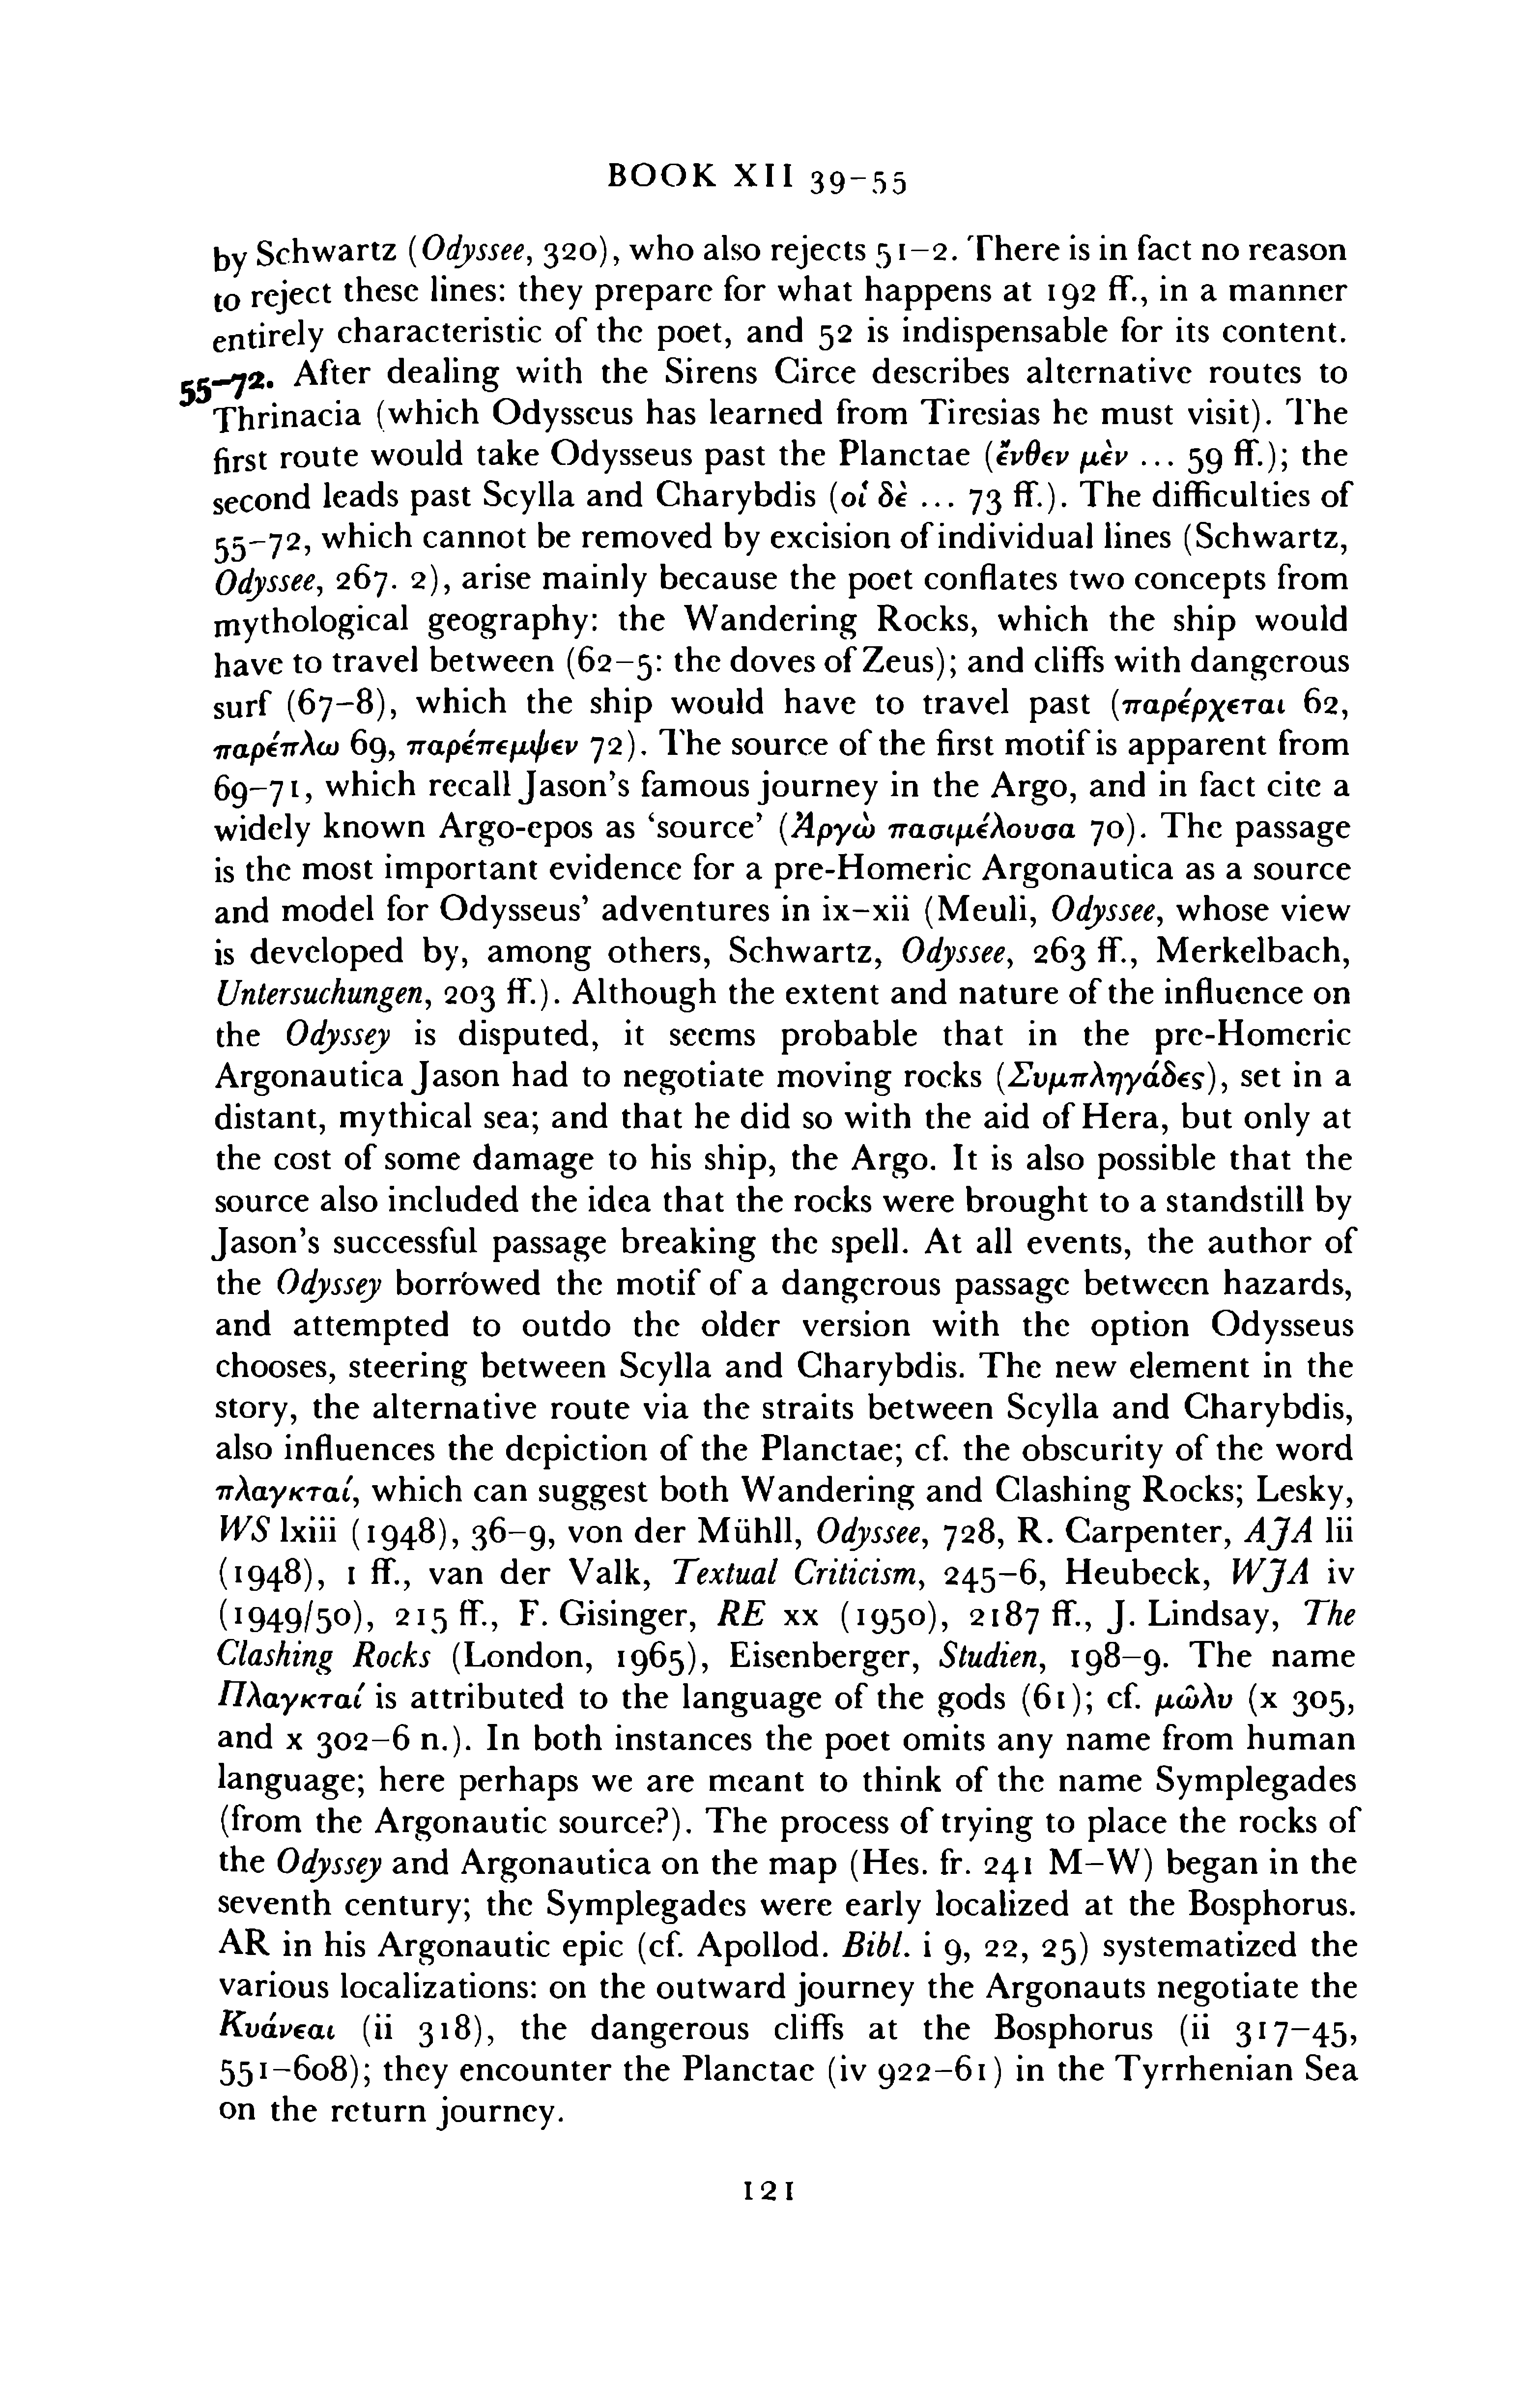 BOOK XII 39–55
by Schwartz (Odyssee, 320), who also rejects 51–2. There is in fact no reason
to reject these lines: they prepare for what happens at 192 ff., in a manner
entirely characteristic of the poet, and 52 is indispensable for its content.
55–72. After dealing with the Sirens Circe describes alternative routes to
Thrinacia (which Odysseus has learned from Tiresias he must visit). The
first route would take Odysseus past the Planctae (ἔνθεν μὲν ... 59 ff.); the
second leads past Scylla and Charybdis (οἱ δὲ ... 73 ff.). The difficulties of
55–72, which cannot be removed by excision of individual lines (Schwartz,
Odyssee, 267. 2), arise mainly because the poet conflates two concepts from
mythological geography: the Wandering Rocks, which the ship would
have to travel between (62–5: the doves of Zeus); and cliffs with dangerous
surf (67–8), which the ship would have to travel past (παρέρχεται 62,
παρέπλω 69, παρέπεμψεν 72). The source of the first motif is apparent from
69–71, which recall Jason's famous journey in the Argo, and in fact cite a
widely known Argo-epos as ‘source’ (Ἀργὼ πασιμέλουσα 70). The passage
is the most important evidence for a pre-Homeric Argonautica as a source
and model for Odysseus’ adventures in ix–xii (Meuli, Odyssee, whose view
is developed by, among others, Schwartz, Odyssee, 263 ff., Merkelbach,
Untersuchungen, 203 ff.). Although the extent and nature of the influence on
the Odyssey is disputed, it seems probable that in the pre-Homeric
Argonautica Jason had to negotiate moving rocks (Συμπληγάδες), set in a
distant, mythical sea; and that he did so with the aid of Hera, but only at
the cost of some damage to his ship, the Argo. It is also possible that the
source also included the idea that the rocks were brought to a standstill by
Jason's successful passage breaking the spell. At all events, the author of
the Odyssey borrowed the motif of a dangerous passage between hazards,
and attempted to outdo the older version with the option Odysseus
chooses, steering between Scylla and Charybdis. The new element in the
story, the alternative route via the straits between Scylla and Charybdis,
also influences the depiction of the Planctae; cf. the obscurity of the word
πλαγκταί, which can suggest both Wandering and Clashing Rocks; Lesky,
WS lxiii (1948), 36–9, von der Mühll, Odyssee, 728, R. Carpenter, AJA lii
(1948), 1 ff., van der Valk, Textual Criticism, 245–6, Heubeck, WJA iv
(1949/50), 215 ff., F. Gisinger, RE xx (1950), 2187 ff., J. Lindsay, The
Clashing Rocks (London, 1965), Eisenberger, Studien, 198–9. The name
Πλαγκταί is attributed to the language of the gods (61); cf. μῶλυ (x 305,
and x 302–6 n.). In both instances the poet omits any name from human
language; here perhaps we are meant to think of the name Symplegades
(from the Argonautic source?). The process of trying to place the rocks of
the Odyssey and Argonautica on the map (Hes. fr. 241 M–W) began in the
seventh century; the Symplegades were early localized at the Bosphorus.
AR in his Argonautic epic (cf. Apollod. Bibl. i 9, 22, 25) systematized the
various localizations: on the outward journey the Argonauts negotiate the
Κυάνεαι (ii 318), the dangerous cliffs at the Bosphorus (ii 317–45,
551–608); they encounter the Planctae (iv 922–61) in the Tyrrhenian Sea
on the return journey.
121